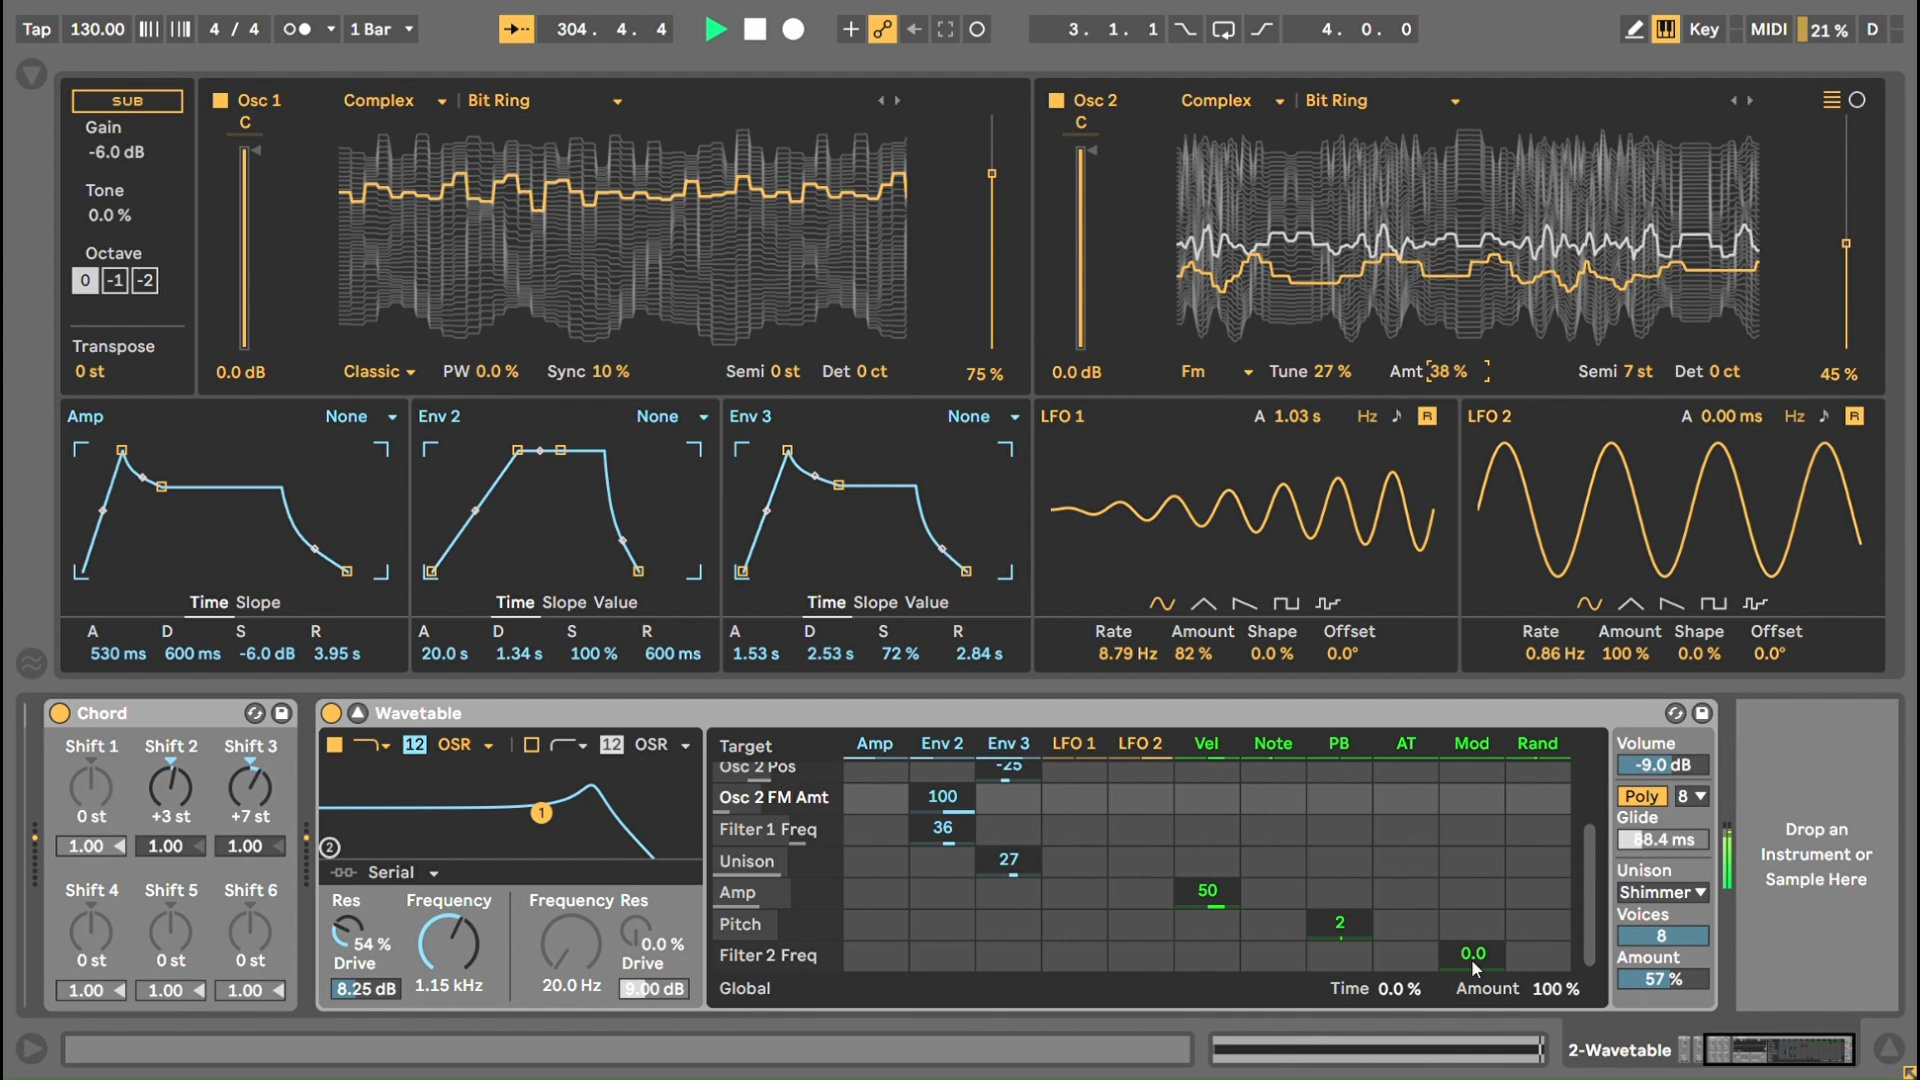 Tap 130.00 4 / 4 1 Bar 304. 4. 4 3. 1. 1 4. 0. 0 Key MIDI 21 % D
SUB
Gain
-6.0 dB
Tone
0.0 %
Octave
0 -1 -2
Transpose
0 st
Osc 1 Complex Bit Ring
C
0.0 dB Classic PW 0.0 % Sync 10 % Semi 0 st Det 0 ct 75 %
Osc 2 Complex Bit Ring
C
0.0 dB Fm Tune 27 % Amt 38 % Semi 7 st Det 0 ct 45 %
Amp None
Time Slope
A D S R
530 ms 600 ms -6.0 dB 3.95 s
Env 2 None
Time Slope Value
A D S R
20.0 s 1.34 s 100 % 600 ms
Env 3 None
Time Slope Value
A D S R
1.53 s 2.53 s 72 % 2.84 s
LFO 1 A 1.03 s Hz R
Rate Amount Shape Offset
8.79 Hz 82 % 0.0 % 0.0°
LFO 2 A 0.00 ms Hz R
Rate Amount Shape Offset
0.86 Hz 100 % 0.0 % 0.0°
Chord
Shift 1 Shift 2 Shift 3
0 st +3 st +7 st
1.00 1.00 1.00
Shift 4 Shift 5 Shift 6
0 st 0 st 0 st
1.00 1.00 1.00
Wavetable
12 OSR 12 OSR
1
2
Serial
Res Frequency Frequency Res
54 % 0.0 %
Drive 1.15 kHz 20.0 Hz Drive
8.25 dB 9.00 dB
Target Amp Env 2 Env 3 LFO 1 LFO 2 Vel Note PB AT Mod Rand
Osc 2 Pos -25
Osc 2 FM Amt 100
Filter 1 Freq 36
Unison 27
Amp 50
Pitch 2
Filter 2 Freq 0.0
Global Time 0.0 % Amount 100 %
Volume
-9.0 dB
Poly 8
Glide
88.4 ms
Unison
Shimmer
Voices
8
Amount
57 %
Drop an
Instrument or
Sample Here
2-Wavetable